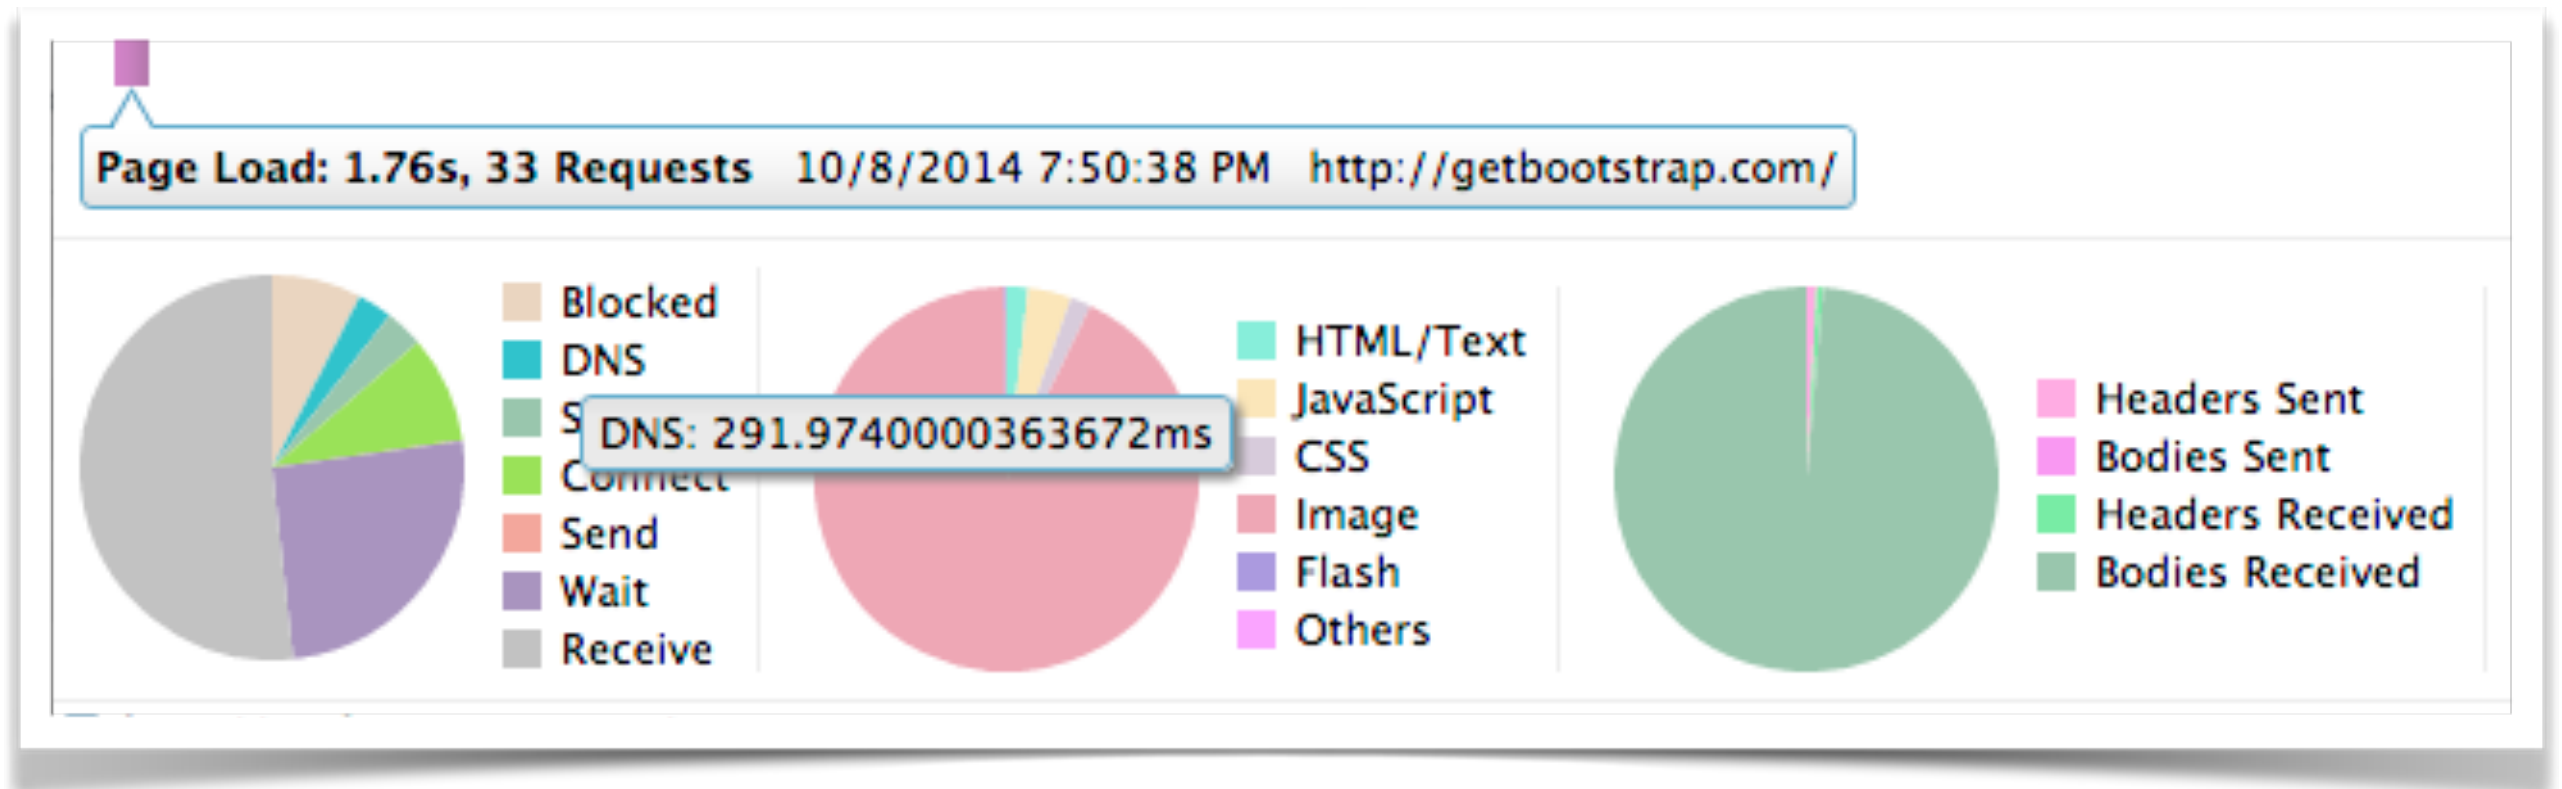 Page Load: 1.76s, 33 Requests 10/8/2014 7:50:38 PM http://getbootstrap.com/
Blocked
DNS
DNS: 291.9740000363672ms
Connect
Send
Wait
Receive
HTML/Text
JavaScript
CSS
Image
Flash
Others
Headers Sent
Bodies Sent
Headers Received
Bodies Received